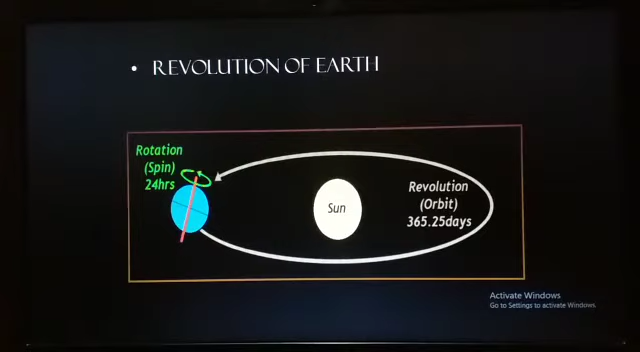 • REVOLUTION OF EARTH
Rotation
(Spin)
24hrs
Sun
Revolution
(Orbit)
365.25days
Activate Windows
Go to Settings to activate Windows.